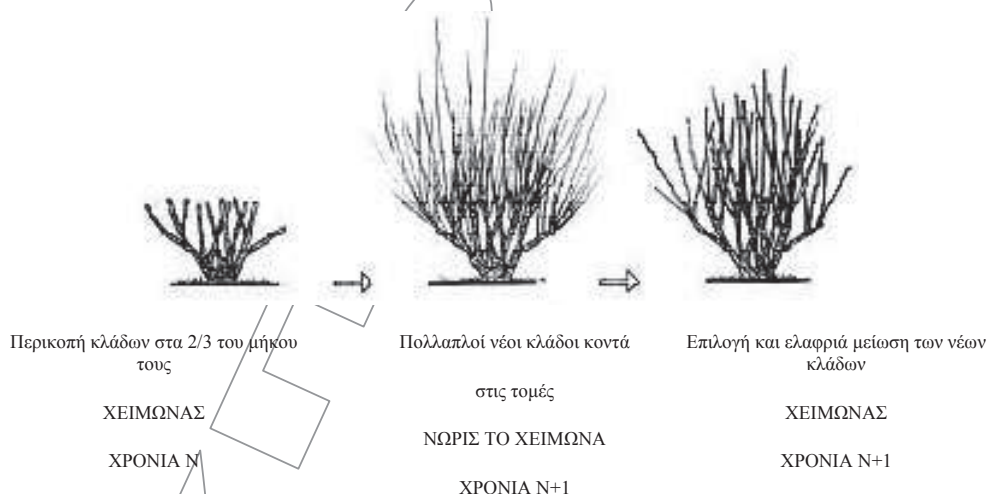 Περικοπή κλάδων στα 2/3 του μήκου
τους
ΧΕΙΜΩΝΑΣ
ΧΡΟΝΙΑ Ν
Πολλαπλοί νέοι κλάδοι κοντά
στις τομές
ΝΩΡΙΣ ΤΟ ΧΕΙΜΩΝΑ
ΧΡΟΝΙΑ Ν+1
Επιλογή και ελαφριά μείωση των νέων
κλάδων
ΧΕΙΜΩΝΑΣ
ΧΡΟΝΙΑ Ν+1